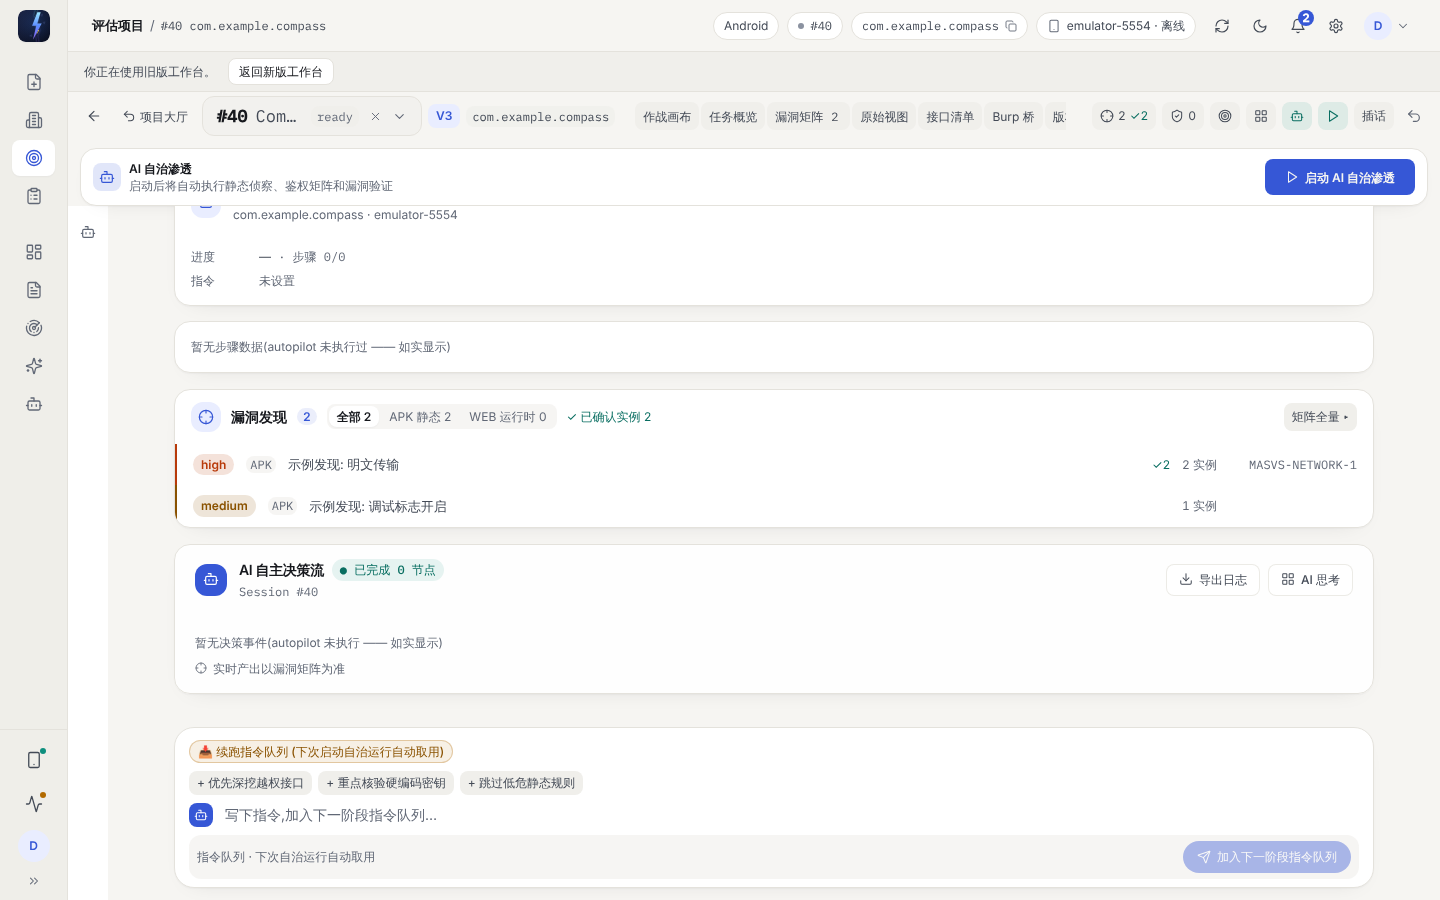 评估项目 / #40 com.example.compass
Android
#40
com.example.compass
emulator-5554 · 离线
2
D
你正在使用旧版工作台。
返回新版工作台
项目大厅
#40 Com…
ready
V3
com.example.compass
作战画布
任务概览
漏洞矩阵 2
原始视图
接口清单
Burp 桥
2 ✓2
0
插话
AI 自治渗透
启动后将自动执行静态侦察、鉴权矩阵和漏洞验证
启动 AI 自治渗透
com.example.compass · emulator-5554
进度 — · 步骤 0/0
指令 未设置
暂无步骤数据(autopilot 未执行过 —— 如实显示)
漏洞发现 2
全部 2
APK 静态 2
WEB 运行时 0
✓ 已确认实例 2
矩阵全量 ▸
high APK 示例发现: 明文传输 ✓2 2 实例 MASVS-NETWORK-1
medium APK 示例发现: 调试标志开启 1 实例
AI 自主决策流
● 已完成 0 节点
Session #40
导出日志
AI 思考
暂无决策事件(autopilot 未执行 —— 如实显示)
实时产出以漏洞矩阵为准
📥 续跑指令队列 (下次启动自治运行自动取用)
+ 优先深挖越权接口
+ 重点核验硬编码密钥
+ 跳过低危静态规则
写下指令,加入下一阶段指令队列...
指令队列 · 下次自治运行自动取用
加入下一阶段指令队列
D